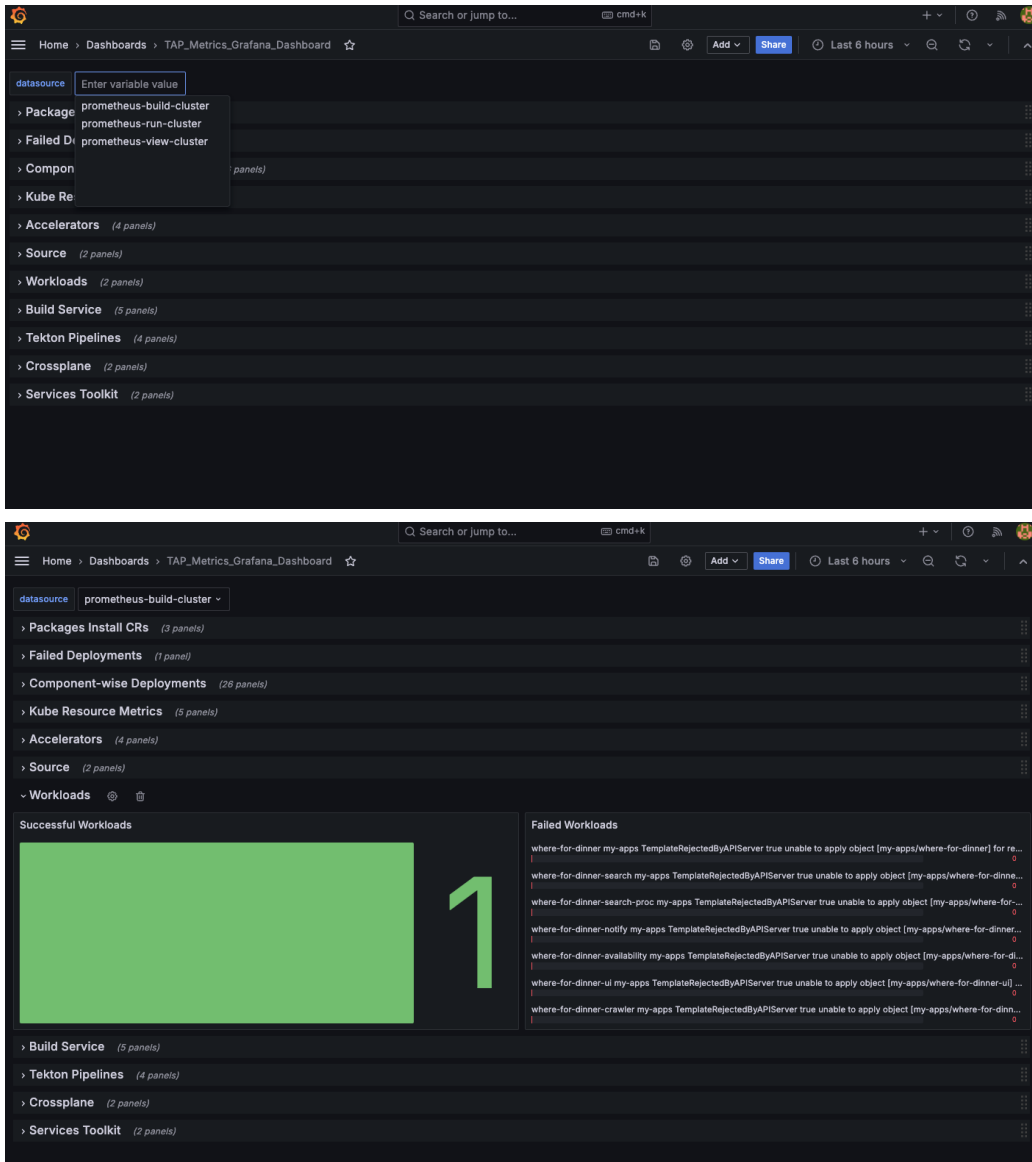 Search or jump to... cmd+k
Home › Dashboards › TAP_Metrics_Grafana_Dashboard Add Share Last 6 hours
datasource Enter variable value
prometheus-build-cluster
prometheus-run-cluster
prometheus-view-cluster
Package
Failed De
Compon panels)
Kube Re
Accelerators (4 panels)
Source (2 panels)
Workloads (2 panels)
Build Service (5 panels)
Tekton Pipelines (4 panels)
Crossplane (2 panels)
Services Toolkit (2 panels)
Search or jump to... cmd+k
Home › Dashboards › TAP_Metrics_Grafana_Dashboard Add Share Last 6 hours
datasource prometheus-build-cluster
Packages Install CRs (3 panels)
Failed Deployments (1 panel)
Component-wise Deployments (26 panels)
Kube Resource Metrics (5 panels)
Accelerators (4 panels)
Source (2 panels)
Workloads
Successful Workloads
1
Failed Workloads
where-for-dinner my-apps TemplateRejectedByAPIServer true unable to apply object [my-apps/where-for-dinner] for re...
0
where-for-dinner-search my-apps TemplateRejectedByAPIServer true unable to apply object [my-apps/where-for-dinne...
0
where-for-dinner-search-proc my-apps TemplateRejectedByAPIServer true unable to apply object [my-apps/where-for-...
0
where-for-dinner-notify my-apps TemplateRejectedByAPIServer true unable to apply object [my-apps/where-for-dinner...
0
where-for-dinner-availability my-apps TemplateRejectedByAPIServer true unable to apply object [my-apps/where-for-di...
0
where-for-dinner-ui my-apps TemplateRejectedByAPIServer true unable to apply object [my-apps/where-for-dinner-ui] ...
0
where-for-dinner-crawler my-apps TemplateRejectedByAPIServer true unable to apply object [my-apps/where-for-dinn...
0
Build Service (5 panels)
Tekton Pipelines (4 panels)
Crossplane (2 panels)
Services Toolkit (2 panels)